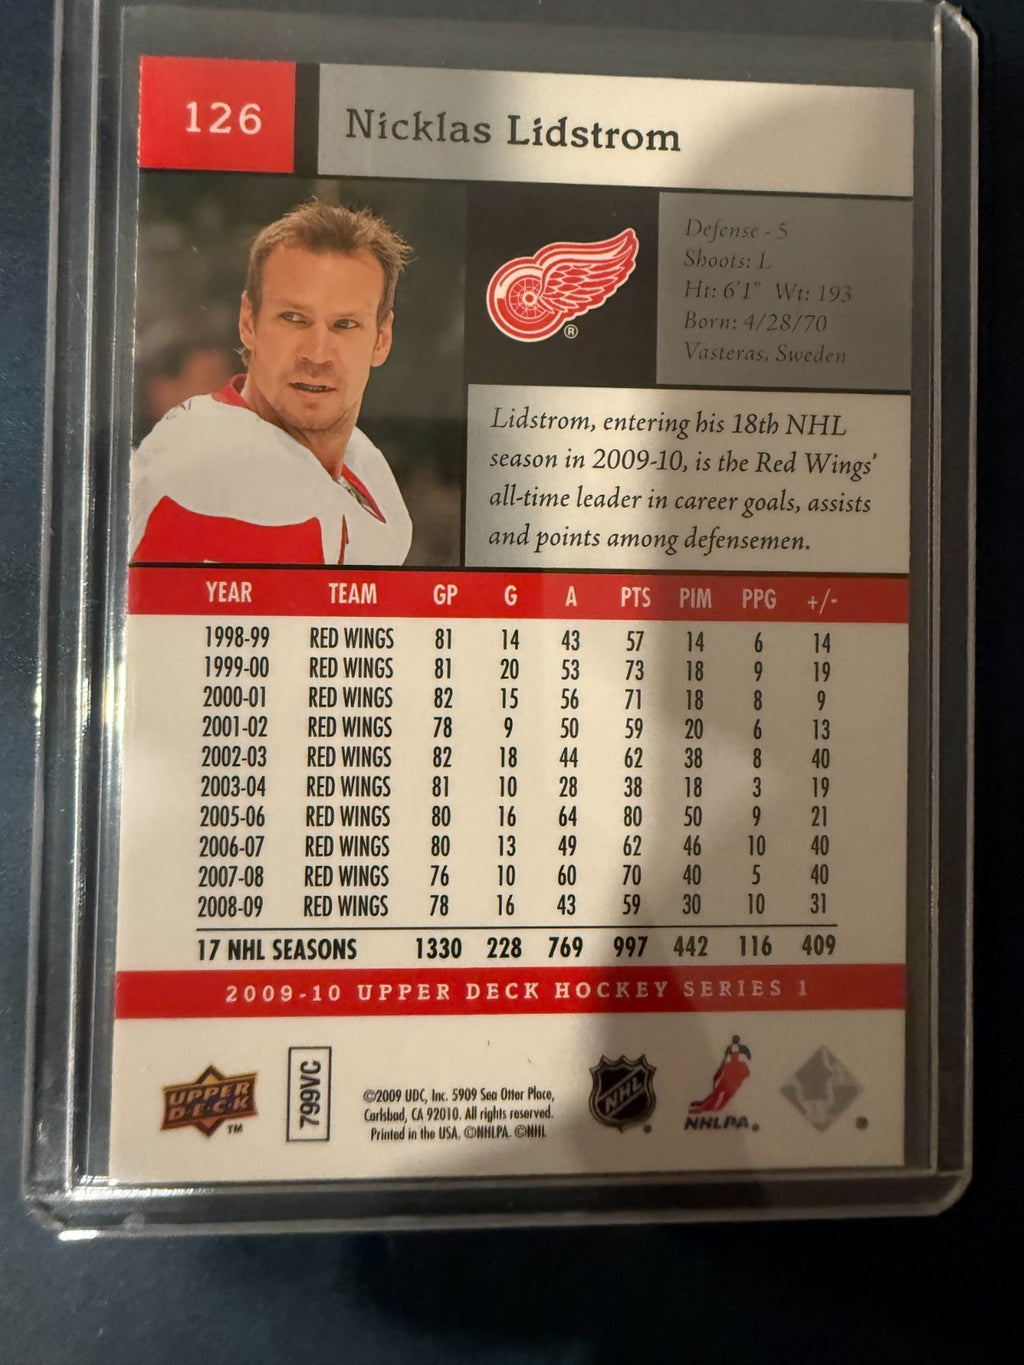 126
Nicklas Lidstrom
Defense - 5
Shoots: L
Ht: 6'1" Wt: 193
Born: 4/28/70
Vasteras, Sweden
®
Lidstrom, entering his 18th NHL
season in 2009-10, is the Red Wings'
all-time leader in career goals, assists
and points among defensemen.
YEAR TEAM GP G A PTS PIM PPG +/-
1998-99 RED WINGS 81 14 43 57 14 6 14
1999-00 RED WINGS 81 20 53 73 18 9 19
2000-01 RED WINGS 82 15 56 71 18 8 9
2001-02 RED WINGS 78 9 50 59 20 6 13
2002-03 RED WINGS 82 18 44 62 38 8 40
2003-04 RED WINGS 81 10 28 38 18 3 19
2005-06 RED WINGS 80 16 64 80 50 9 21
2006-07 RED WINGS 80 13 49 62 46 10 40
2007-08 RED WINGS 76 10 60 70 40 5 40
2008-09 RED WINGS 78 16 43 59 30 10 31
17 NHL SEASONS 1330 228 769 997 442 116 409
2009-10 UPPER DECK HOCKEY SERIES 1
UPPER
DECK
TM
799VC
©2009 UDC, Inc. 5909 Sea Otter Place,
Carlsbad, CA 92010. All rights reserved.
Printed in the USA. ©NHLPA. ©NHL
NHL
NHLPA.